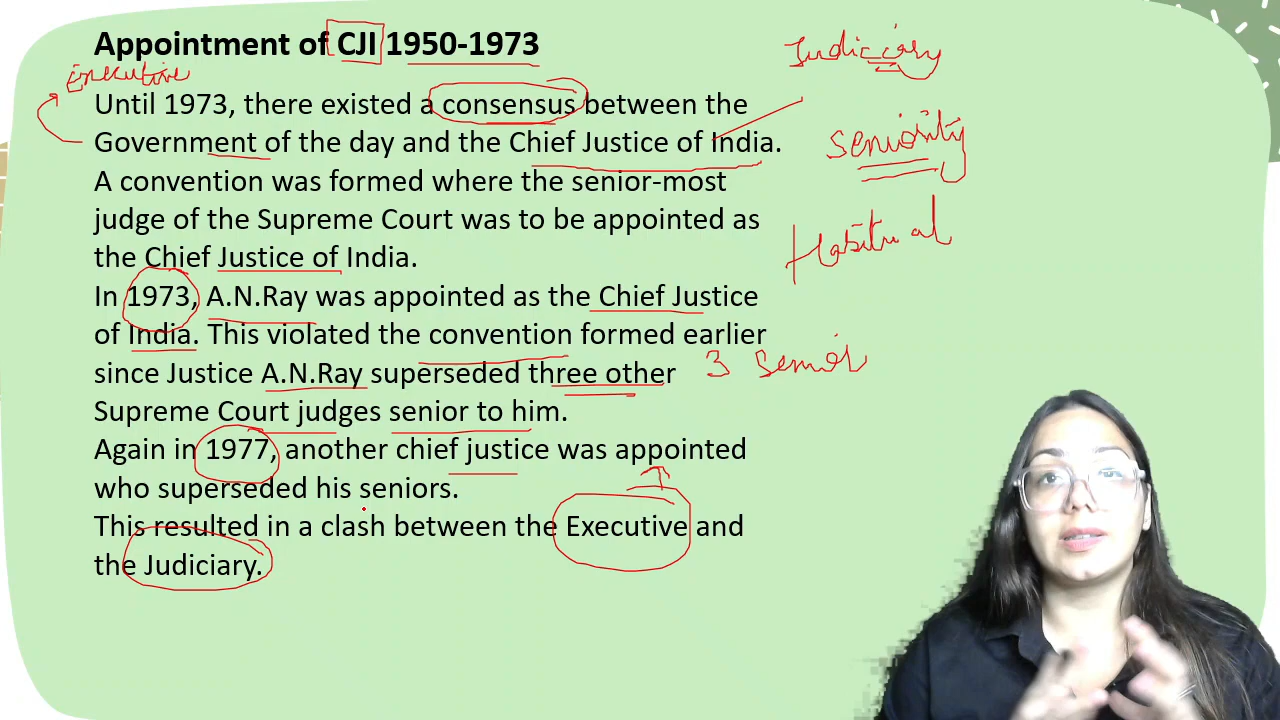 Appointment of CJI 1950-1973
Judiciary
Executive
Until 1973, there existed a consensus between the
Government of the day and the Chief Justice of India.
seniority
A convention was formed where the senior-most
judge of the Supreme Court was to be appointed as
Habitual
the Chief Justice of India.
In 1973, A.N.Ray was appointed as the Chief Justice
of India. This violated the convention formed earlier
since Justice A.N.Ray superseded three other
3 Senior
Supreme Court judges senior to him.
Again in 1977, another chief justice was appointed
who superseded his seniors.
This resulted in a clash between the Executive and
the Judiciary.